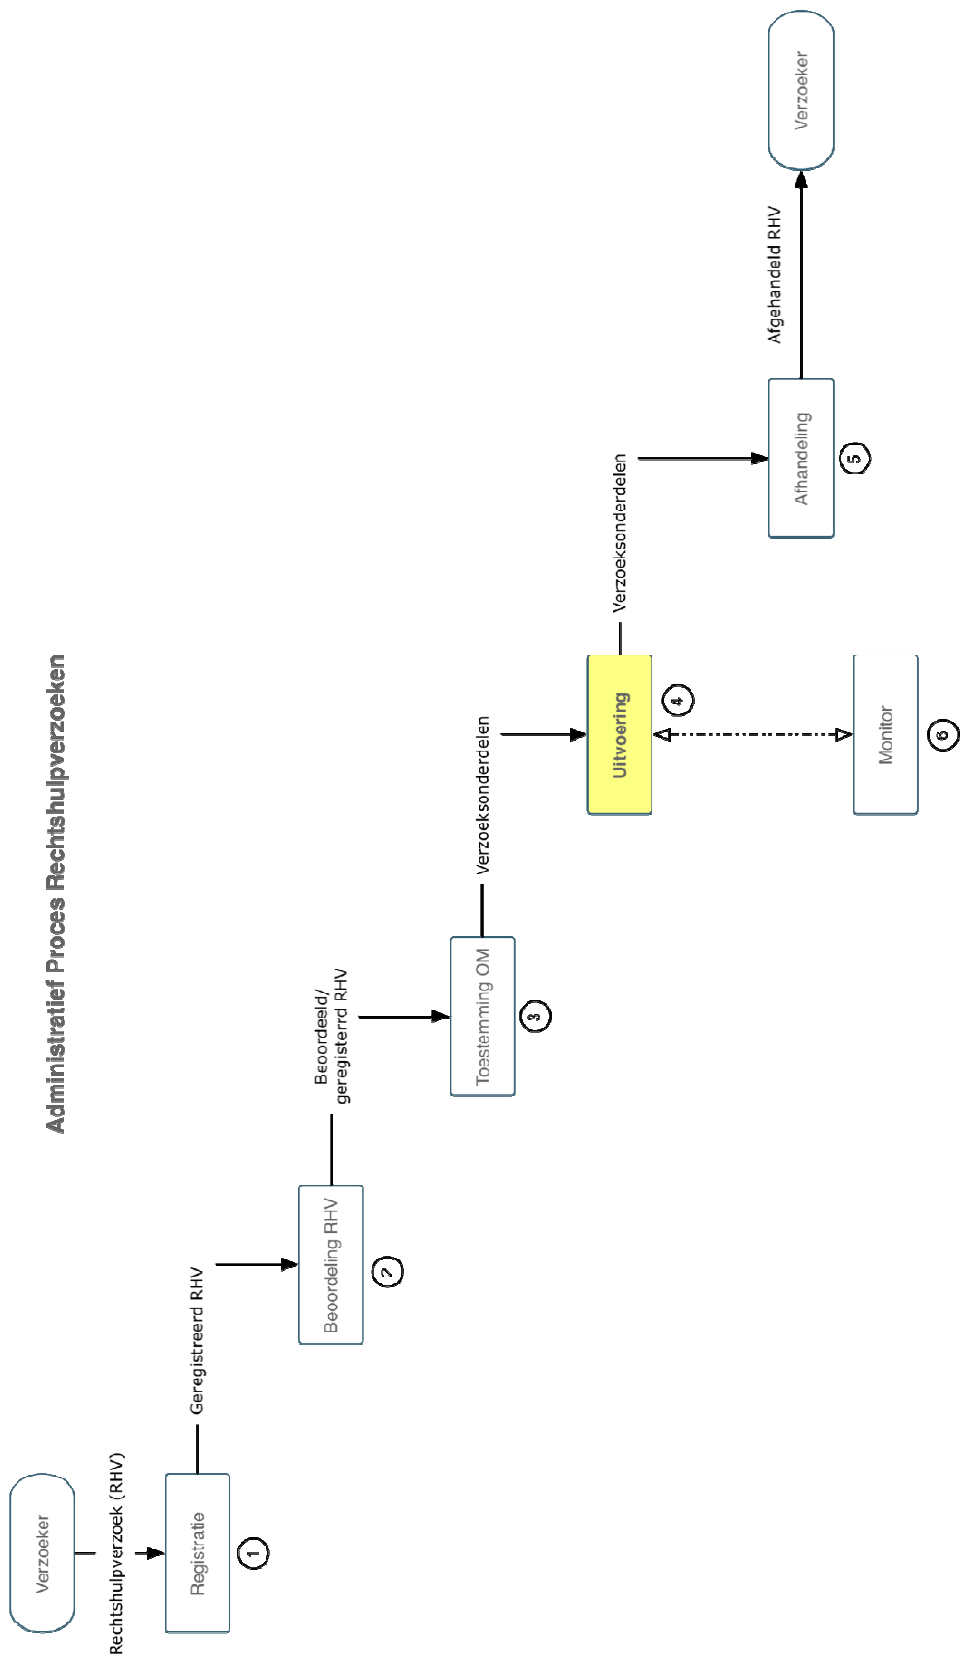 Administratief Proces Rechtshulpverzoeken
Verzoeker
Rechtshulpverzoek (RHV)
Registratie
1
Geregistreerd RHV
Beoordeling RHV
2
Beoordeeld/
geregisterrd RHV
Toestemming OM
3
Verzoeksonderdelen
Uitvoering
4
Monitor
6
Verzoeksonderdelen
Afhandeling
5
Afgehandeld RHV
Verzoeker